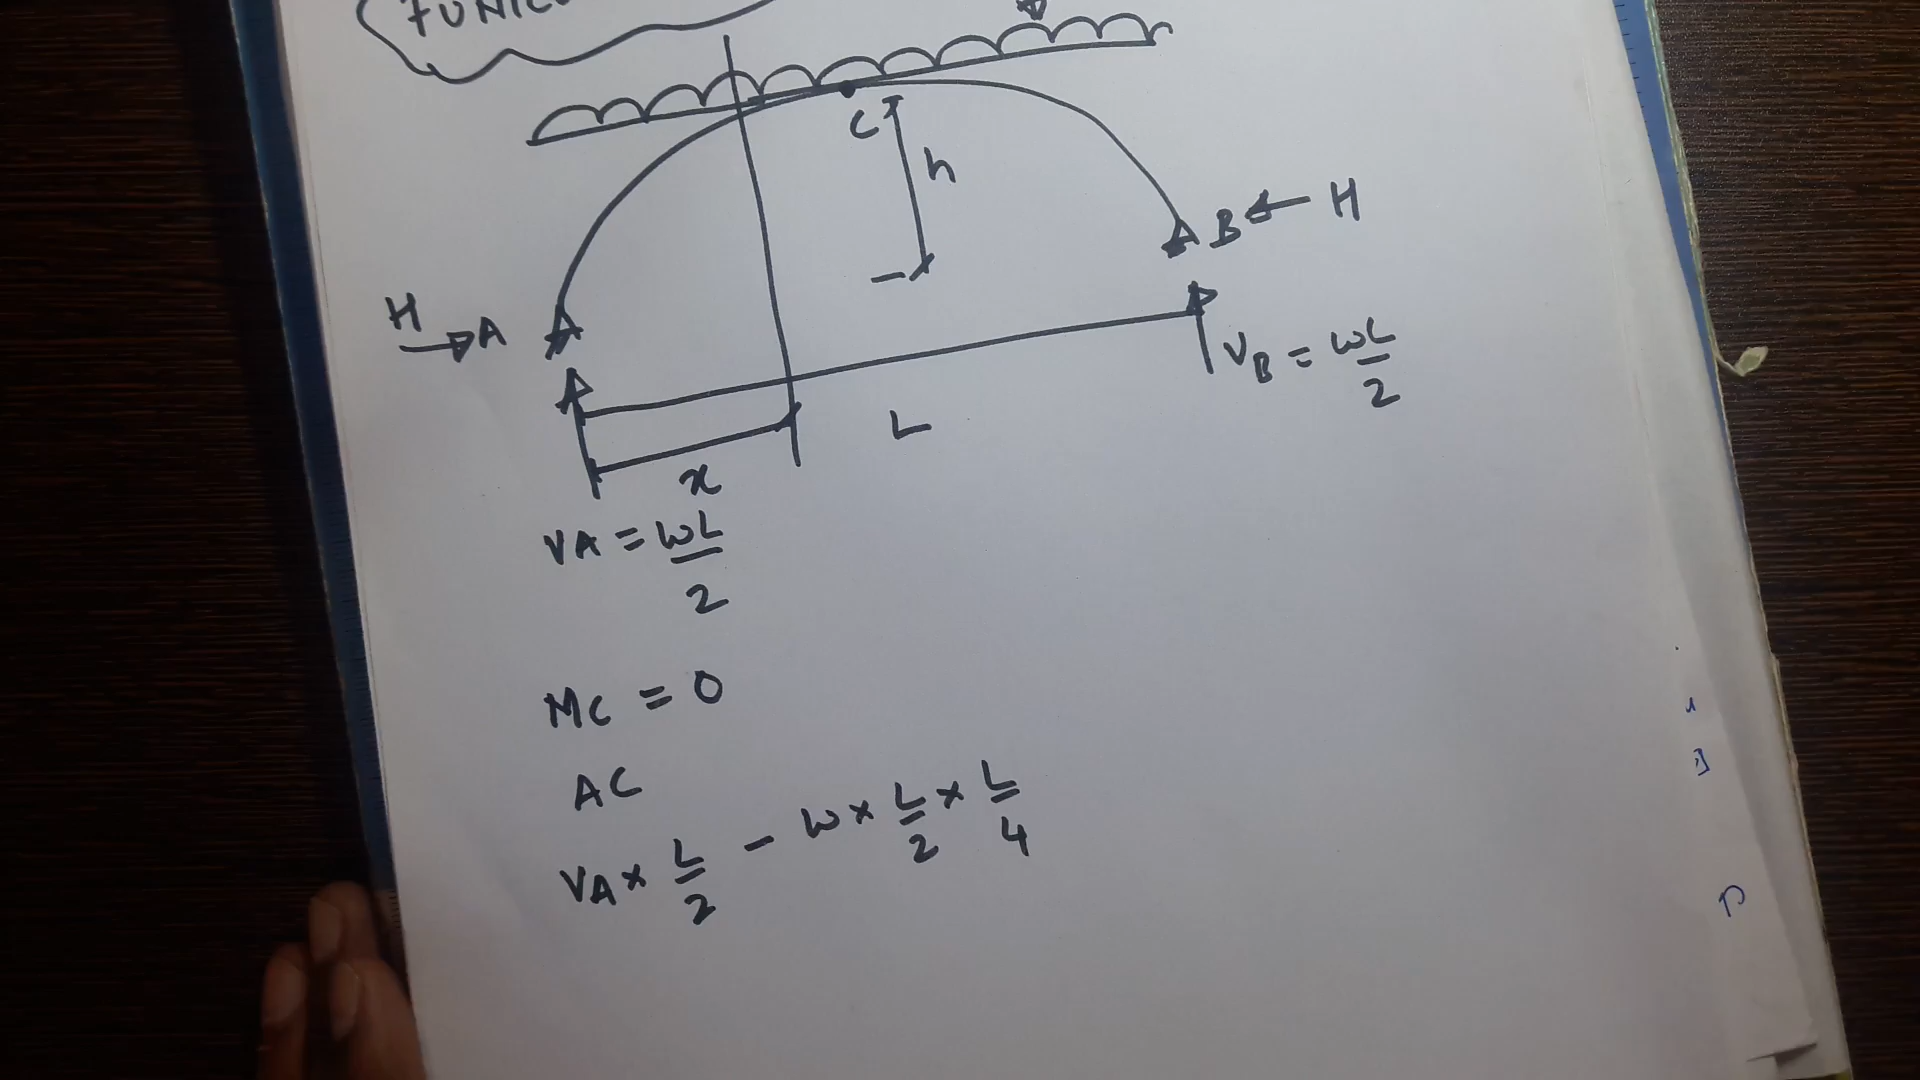 C
h
B
H
H
A
VB = wL/2
L
x
VA = wL/2
MC = 0
AC
VA × L/2 - w × L/2 × L/4